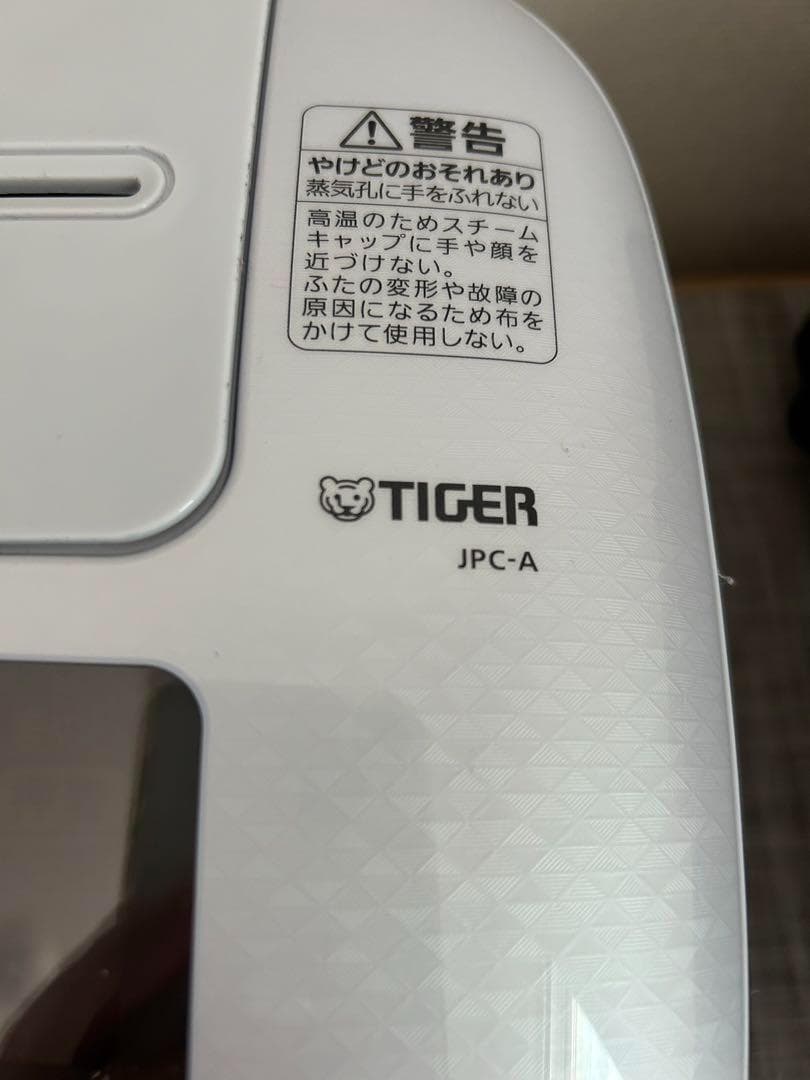 警告
やけどのおそれあり
蒸気孔に手をふれない
高温のためスチーム
キャップに手や顔を
近づけない。
ふたの変形や故障の
原因になるため布を
かけて使用しない。
TIGER
JPC-A